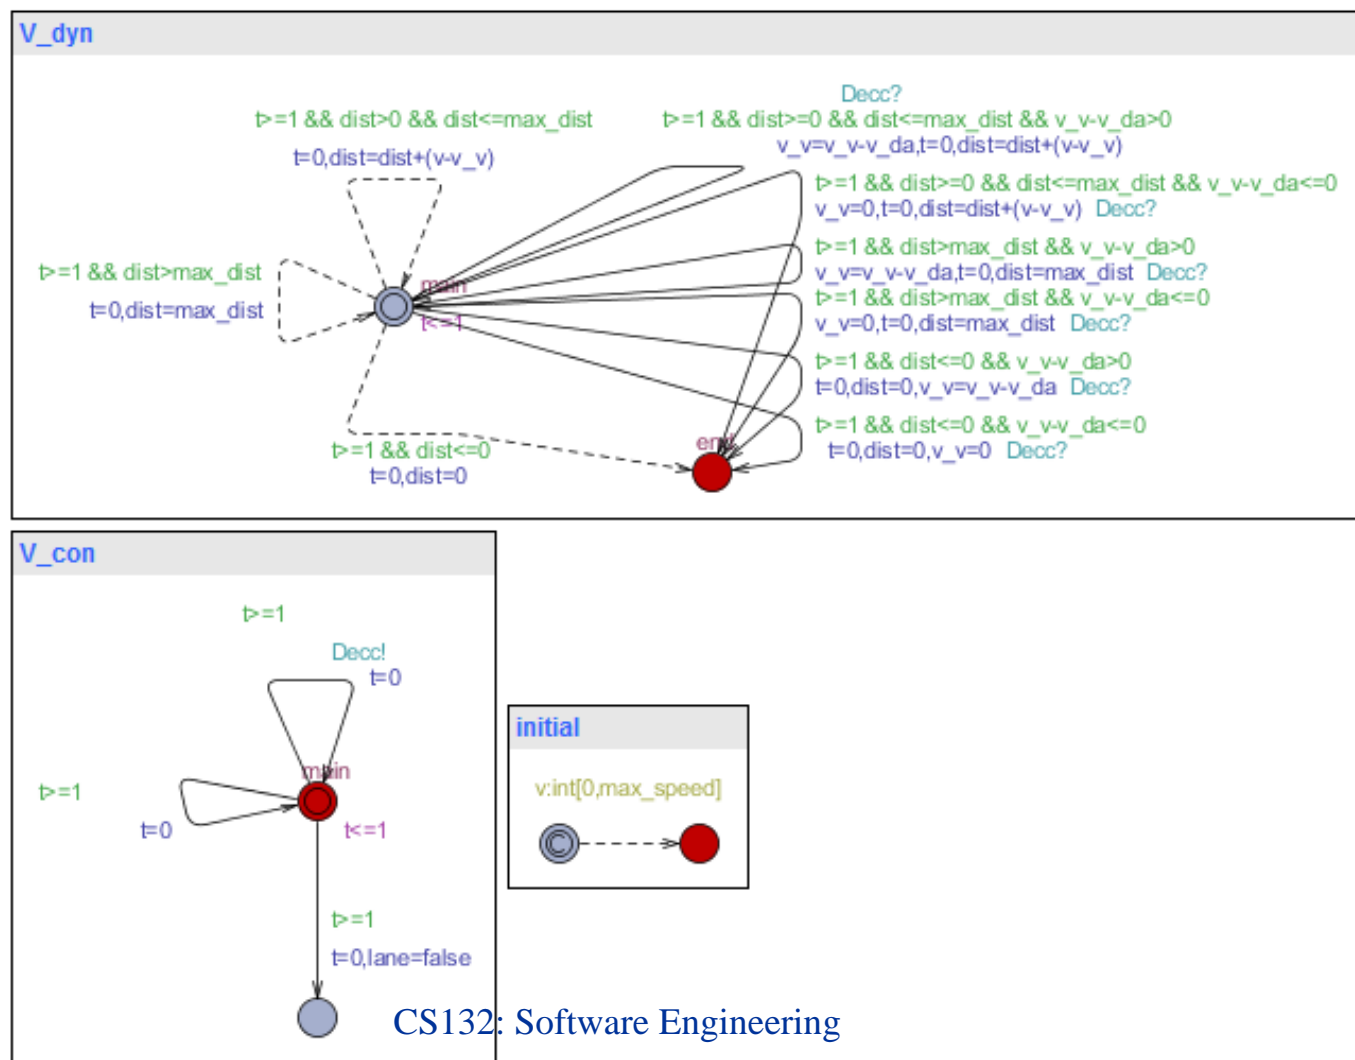 V_dyn
Decc?
t>=1 && dist>0 && dist<=max_dist
t>=1 && dist>=0 && dist<=max_dist && v_v-v_da>0
t=0,dist=dist+(v-v_v)
v_v=v_v-v_da,t=0,dist=dist+(v-v_v)
t>=1 && dist>=0 && dist<=max_dist && v_v-v_da<=0
v_v=0,t=0,dist=dist+(v-v_v) Decc?
t>=1 && dist>max_dist && v_v-v_da>0
v_v=v_v-v_da,t=0,dist=max_dist Decc?
t>=1 && dist>max_dist
t=0,dist=max_dist
main
t<=1
t>=1 && dist>max_dist && v_v-v_da<=0
v_v=0,t=0,dist=max_dist Decc?
t>=1 && dist<=0 && v_v-v_da>0
t=0,dist=0,v_v=v_v-v_da Decc?
t>=1 && dist<=0 && v_v-v_da<=0
t=0,dist=0,v_v=0 Decc?
t>=1 && dist<=0
t=0,dist=0
end
V_con
t>=1
Decc!
t=0
main
t>=1
t=0
t<=1
t>=1
t=0,lane=false
initial
v:int[0,max_speed]
C
CS132: Software Engineering